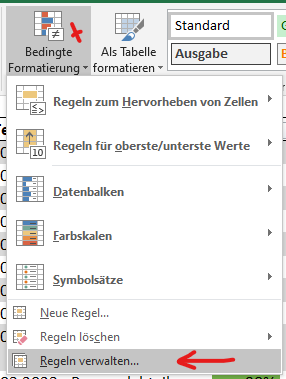 Bedingte Formatierung
Als Tabelle formatieren
Standard
Ausgabe
Regeln zum Hervorheben von Zellen
Regeln für oberste/unterste Werte
10
Datenbalken
Farbskalen
Symbolsätze
Neue Regel...
Regeln löschen
Regeln verwalten...